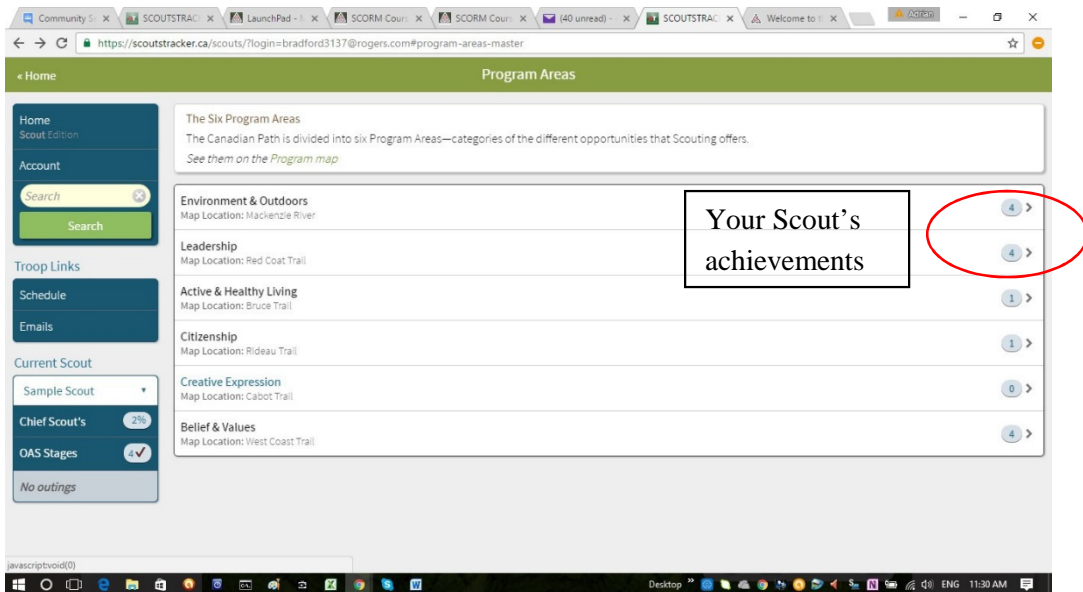 Community S
SCOUTSTRAC
LaunchPad - N
SCORM Cour
SCORM Cour
(40 unread) -
SCOUTSTRAC
Welcome to t
Adrian
https://scoutstracker.ca/scouts/?login=bradford3137@rogers.com#program-areas-master
« Home
Program Areas
Home
Scout Edition
Account
Search
Search
Troop Links
Schedule
Emails
Current Scout
Sample Scout
Chief Scout's 2%
OAS Stages 4✓
No outings
The Six Program Areas
The Canadian Path is divided into six Program Areas—categories of the different opportunities that Scouting offers.
See them on the Program map
Environment & Outdoors 4
Map Location: Mackenzie River
Leadership 4
Map Location: Red Coat Trail
Active & Healthy Living 1
Map Location: Bruce Trail
Citizenship 1
Map Location: Rideau Trail
Creative Expression 0
Map Location: Cabot Trail
Belief & Values 4
Map Location: West Coast Trail
Your Scout's
achievements
javascript:void(0)
Desktop » ENG 11:30 AM